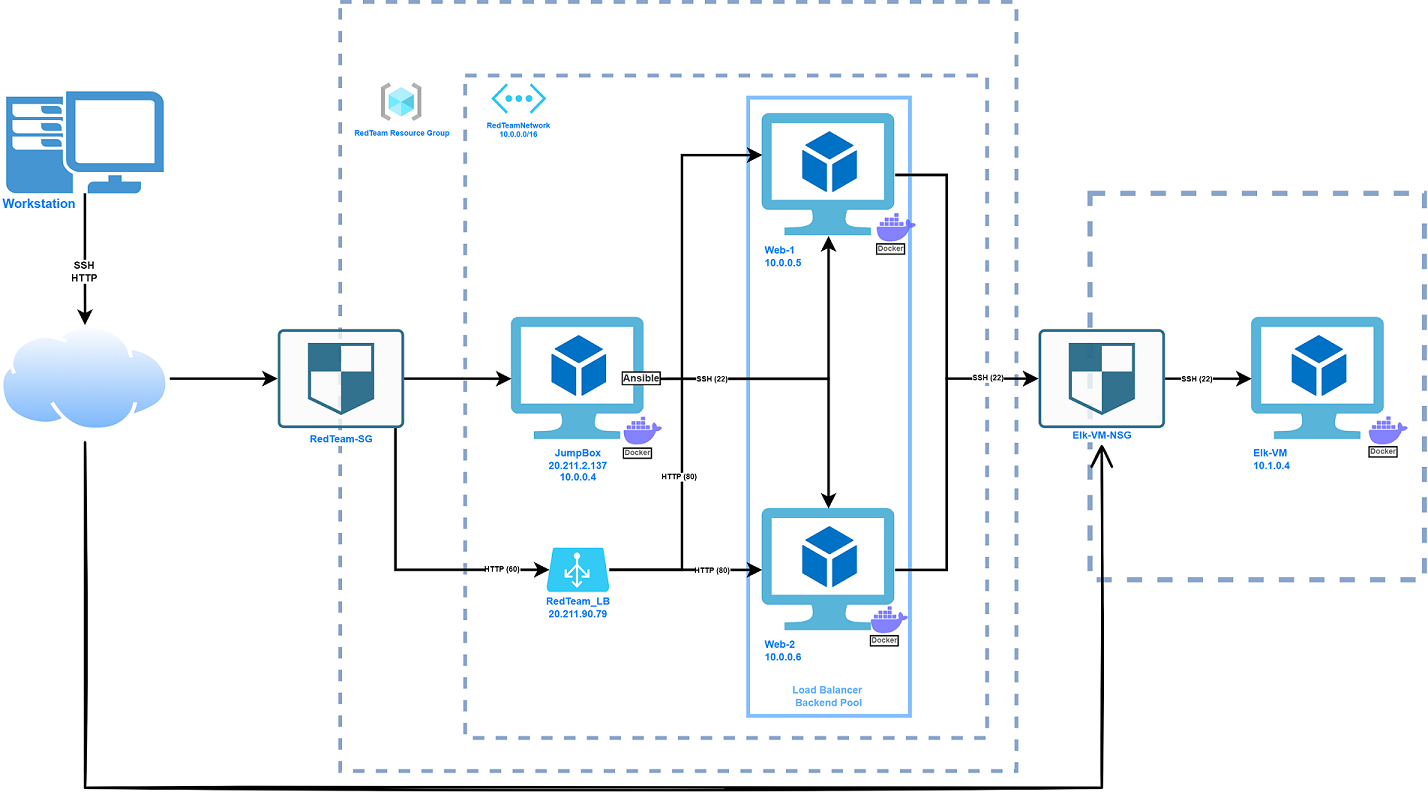 RedTeam Resource Group
RedTeamNetwork
10.0.0.0/16
Workstation
SSH
HTTP
Docker
Web-1
10.0.0.5
RedTeam-SG
Ansible
SSH (22)
SSH (22)
SSH (22)
Elk-VM-NSG
JumpBox
20.211.2.137
10.0.0.4
Docker
Elk-VM
10.1.0.4
Docker
HTTP (80)
HTTP (60)
HTTP (80)
RedTeam_LB
20.211.90.79
Web-2
10.0.0.6
Docker
Load Balancer
Backend Pool